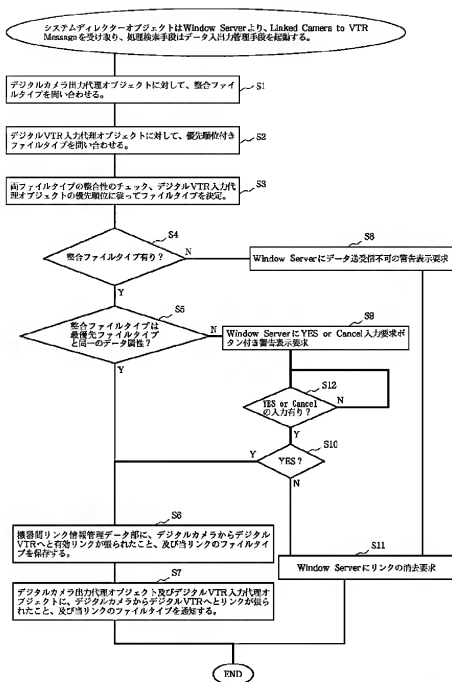 システムディレクターオブジェクトはWindow Serverより、Linked Camera to VTR
Messageを受け取り、処理検索手段はデータ入出力管理手段を起動する。
デジタルカメラ出力代理オブジェクトに対して、整合ファ
イルタイプを問い合わせる。
S1
デジタルVTR入力代理オブジェクトに対して、優先順位付き
ファイルタイプを問い合わせる。
S2
両ファイルタイプの整合性のチェック、デジタルVTR入力代
理オブジェクトの優先順位に従ってファイルタイプを決定。
S3
S4
整合ファイルタイプ有り？
N
Y
S8
Window Serverにデータ送受信不可の警告表示要求
S5
整合ファイルタイプは
最優先ファイルタイプ
と同一のデータ属性？
N
Y
S9
Window ServerにYES or Cancel入力要求ボ
タン付き警告表示要求
S12
YES or Cancel
の入力有り？
N
Y
S10
YES？
Y
N
S6
機器間リンク情報管理データ部に、デジタルカメラからデジタル
VTRへと有効リンクが張られたこと、及び当リンクのファイルタイ
プを保存する。
S11
Window Serverにリンクの消去要求
S7
デジタルカメラ出力代理オブジェクト及びデジタルVTR入力代理オ
ブジェクトに、デジタルカメラからデジタルVTRへとリンクが張ら
れたこと、及び当リンクのファイルタイプを通知する。
END